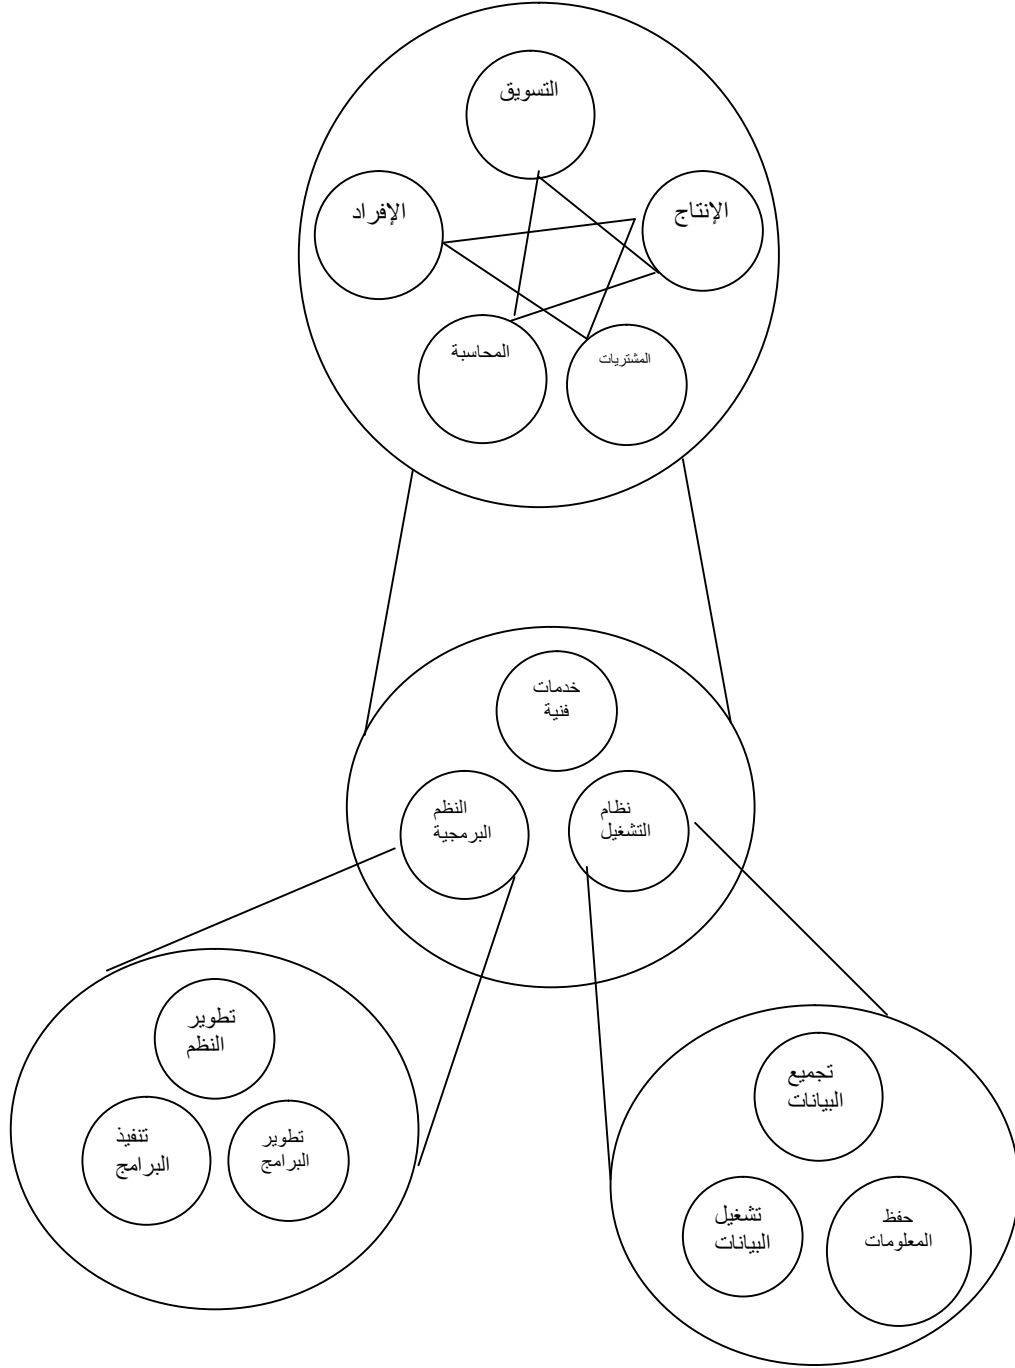 التسويق
الإنتاج
الإفراد
المحاسبة
المشتريات
خدمات
فنية
نظام
التشغيل
النظم
البرمجية
تطوير
النظم
تطوير
البرامج
تنفيذ
البرامج
تجميع
البيانات
حفظ
المعلومات
تشغيل
البيانات